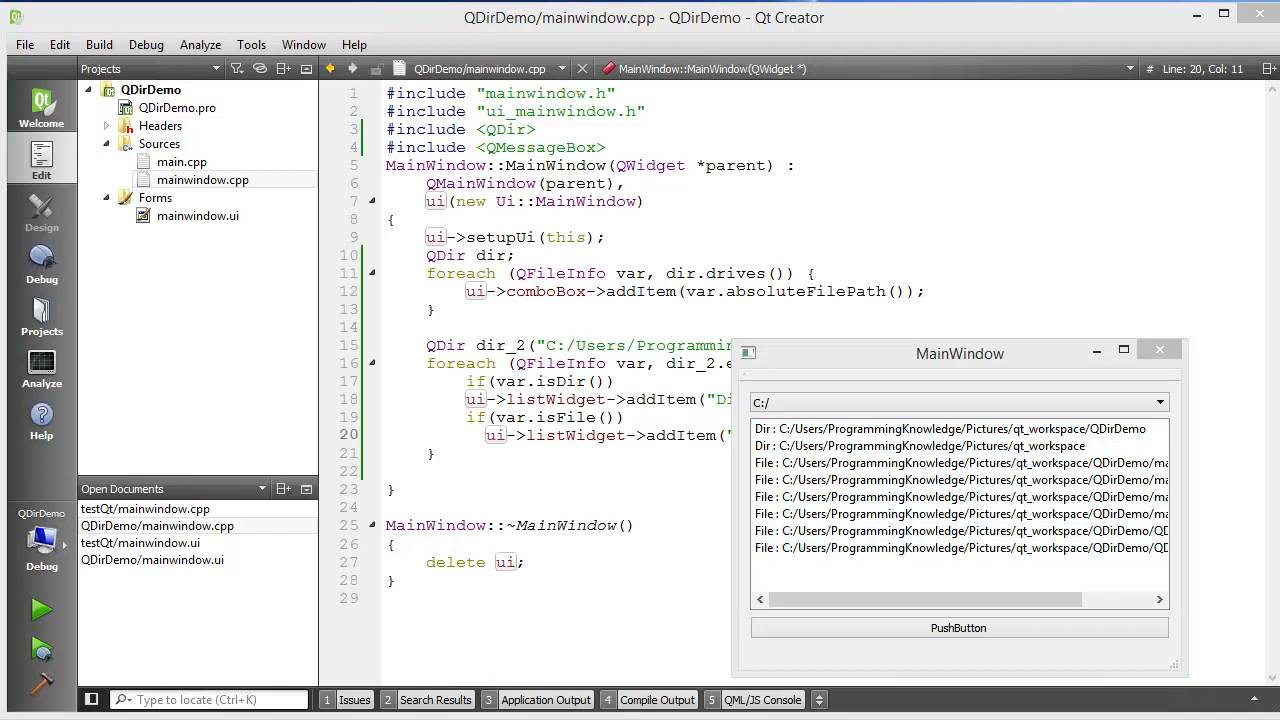 QDirDemo/mainwindow.cpp - QDirDemo - Qt Creator
File Edit Build Debug Analyze Tools Window Help
Projects
QDirDemo/mainwindow.cpp
MainWindow::MainWindow(QWidget *)
# Line: 20, Col: 11
Welcome
Edit
Design
Debug
Projects
Analyze
Help
QDirDemo
Debug
QDirDemo
QDirDemo.pro
Headers
Sources
main.cpp
mainwindow.cpp
Forms
mainwindow.ui
Open Documents
testQt/mainwindow.cpp
QDirDemo/mainwindow.cpp
testQt/mainwindow.ui
QDirDemo/mainwindow.ui
1 #include "mainwindow.h"
2 #include "ui_mainwindow.h"
3 #include <QDir>
4 #include <QMessageBox>
5 MainWindow::MainWindow(QWidget *parent) :
6 QMainWindow(parent),
7 ui(new Ui::MainWindow)
8 {
9 ui->setupUi(this);
10 QDir dir;
11 foreach (QFileInfo var, dir.drives()) {
12 ui->comboBox->addItem(var.absoluteFilePath());
13 }
14
15 QDir dir_2("C:/Users/Programmin
16 foreach (QFileInfo var, dir_2.e
17 if(var.isDir())
18 ui->listWidget->addItem("Di
19 if(var.isFile())
20 ui->listWidget->addItem("
21 }
22
23 }
24
25 MainWindow::~MainWindow()
26 {
27 delete ui;
28 }
29
MainWindow
C:/
Dir : C:/Users/ProgrammingKnowledge/Pictures/qt_workspace/QDirDemo
Dir : C:/Users/ProgrammingKnowledge/Pictures/qt_workspace
File : C:/Users/ProgrammingKnowledge/Pictures/qt_workspace/QDirDemo/ma
File : C:/Users/ProgrammingKnowledge/Pictures/qt_workspace/QDirDemo/ma
File : C:/Users/ProgrammingKnowledge/Pictures/qt_workspace/QDirDemo/ma
File : C:/Users/ProgrammingKnowledge/Pictures/qt_workspace/QDirDemo/ma
File : C:/Users/ProgrammingKnowledge/Pictures/qt_workspace/QDirDemo/QD
File : C:/Users/ProgrammingKnowledge/Pictures/qt_workspace/QDirDemo/QD
PushButton
Type to locate (Ctrl+K)
1 Issues 2 Search Results 3 Application Output 4 Compile Output 5 QML/JS Console